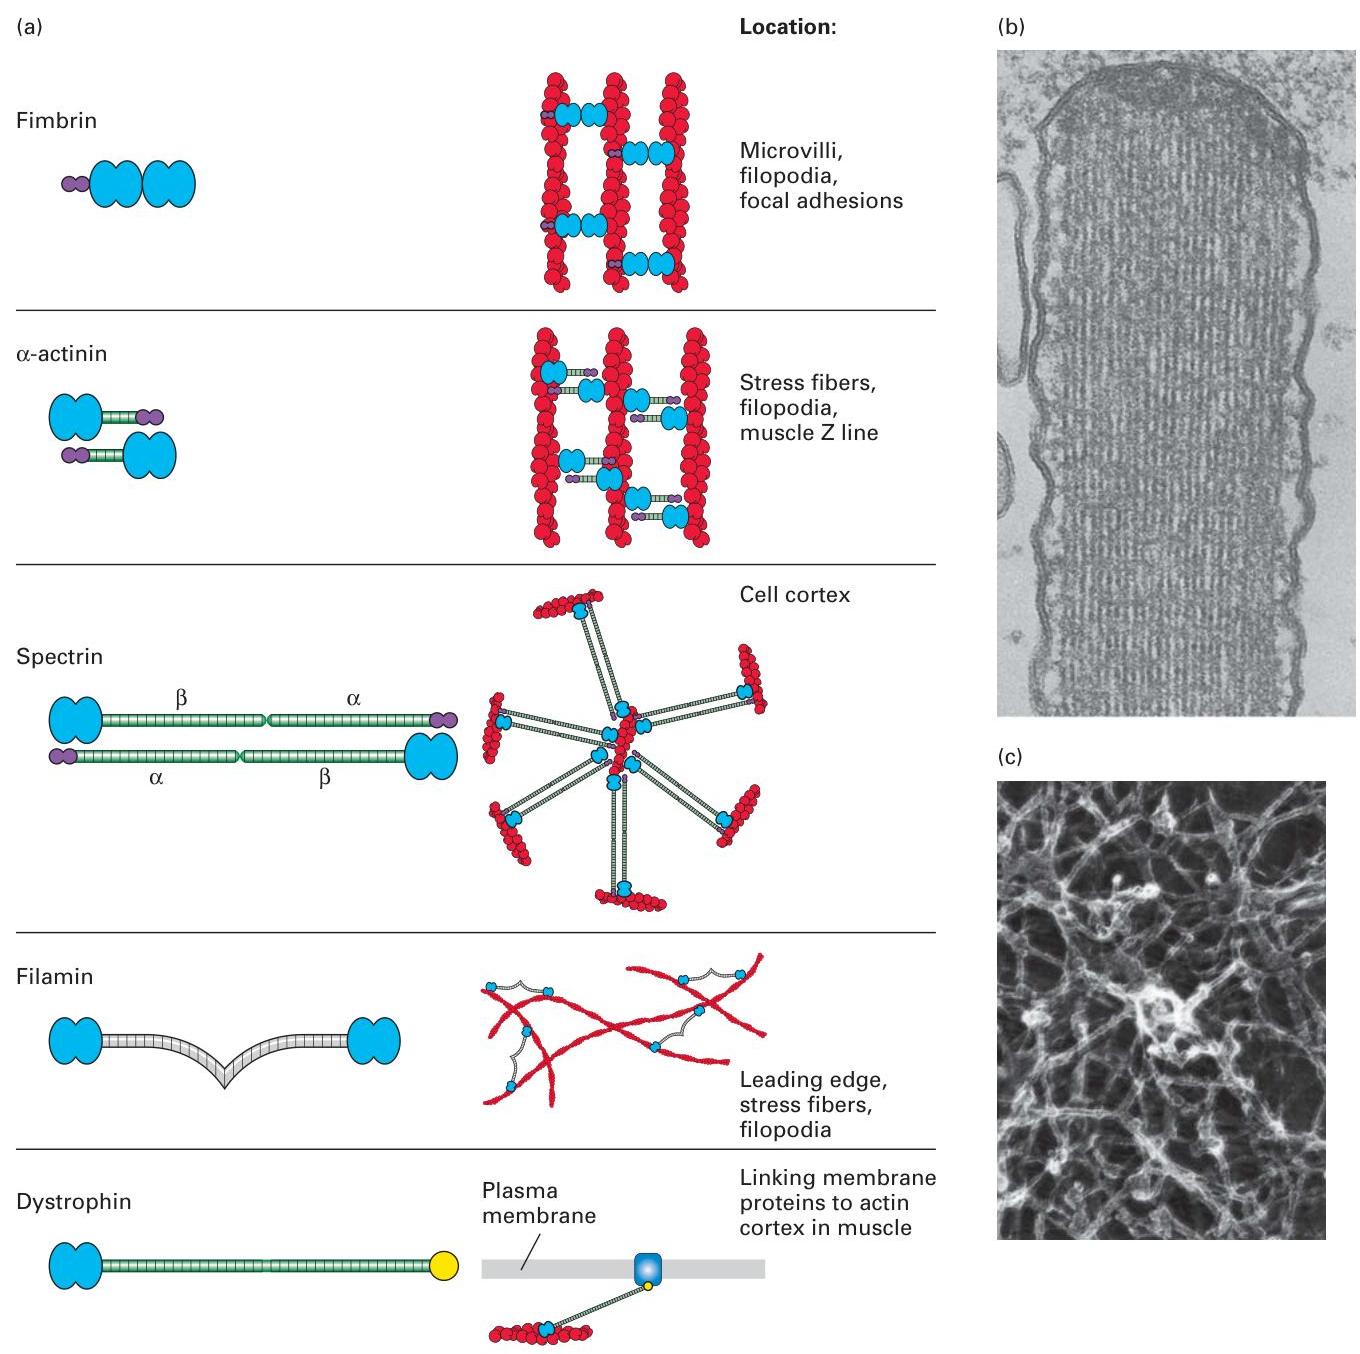 (a)
Location:
(b)
Fimbrin
Microvilli,
filopodia,
focal adhesions
α-actinin
Stress fibers,
filopodia,
muscle Z line
Cell cortex
Spectrin
β α
α β
(c)
Filamin
Leading edge,
stress fibers,
filopodia
Dystrophin
Plasma
membrane
Linking membrane
proteins to actin
cortex in muscle